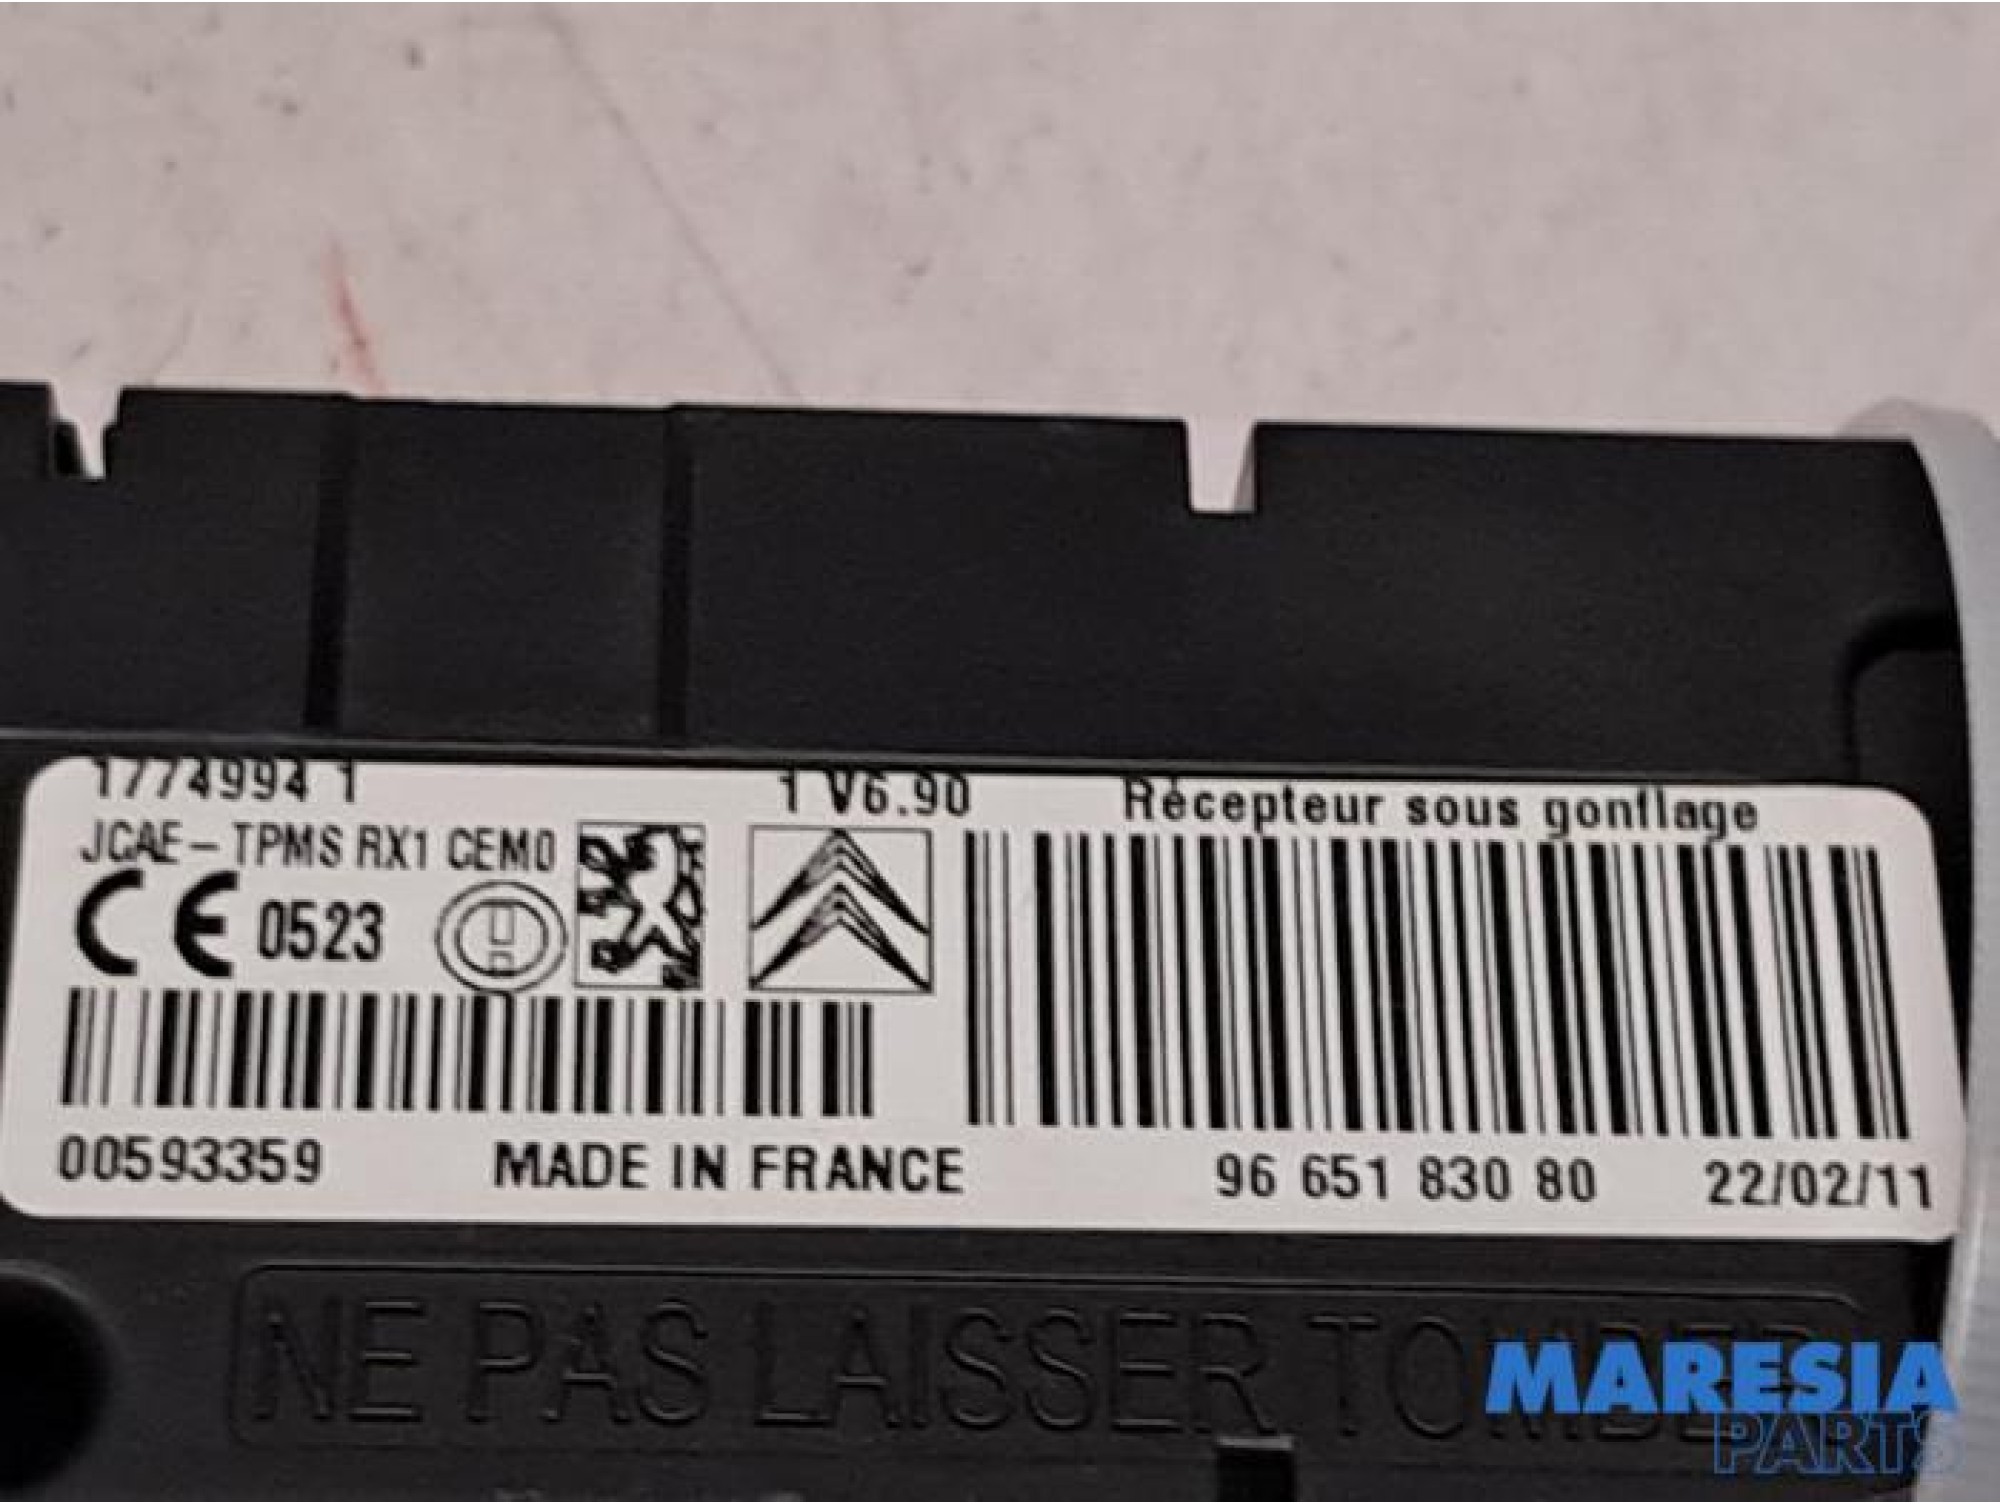 1774994 1 1 V6.90 Récepteur sous gonflage
JCAE-TPMS RX1 CEM0
CE 0523
00593359 MADE IN FRANCE 96 651 830 80 22/02/11
NE PAS LAISSER TOMBER
MARESIA
PARTS